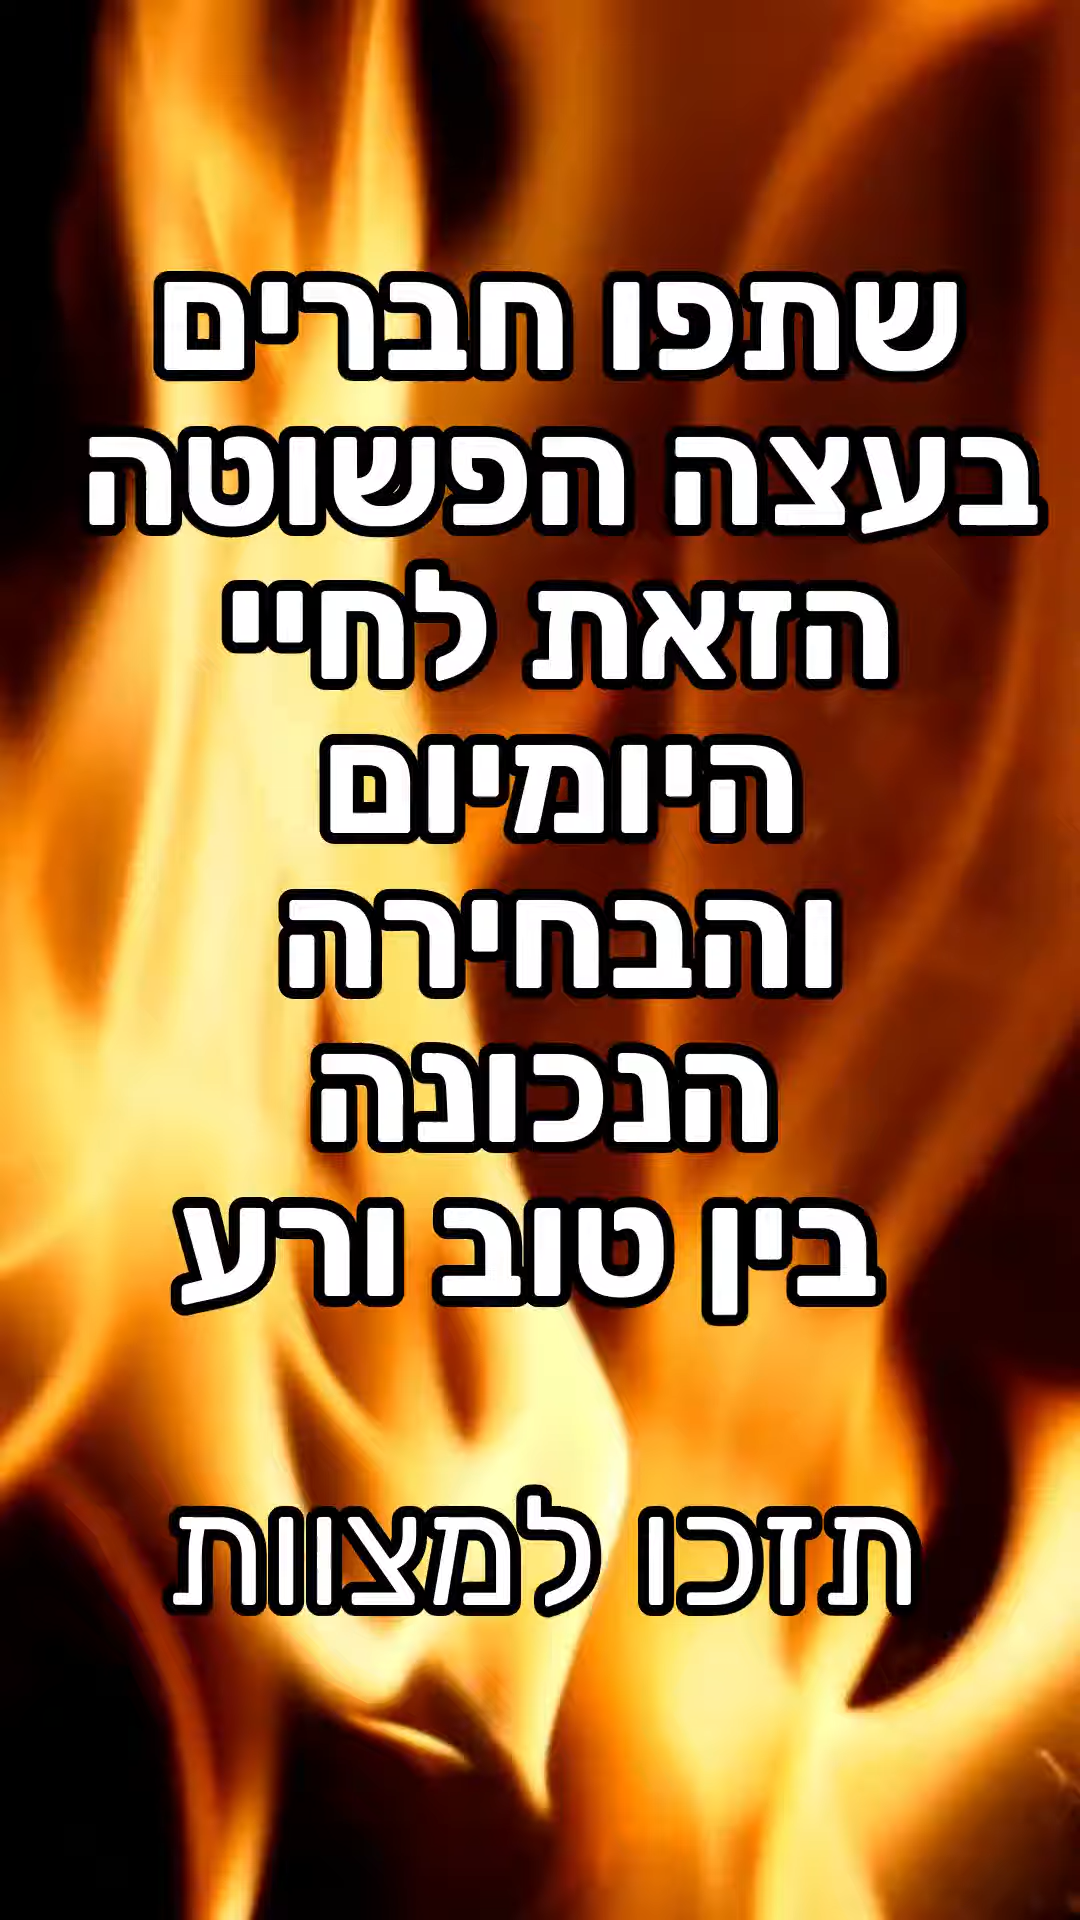 שתפו חברים
בעצה הפשוטה
הזאת לחיי
היומיום
והבחירה
הנכונה
בין טוב ורע
תזכו למצוות